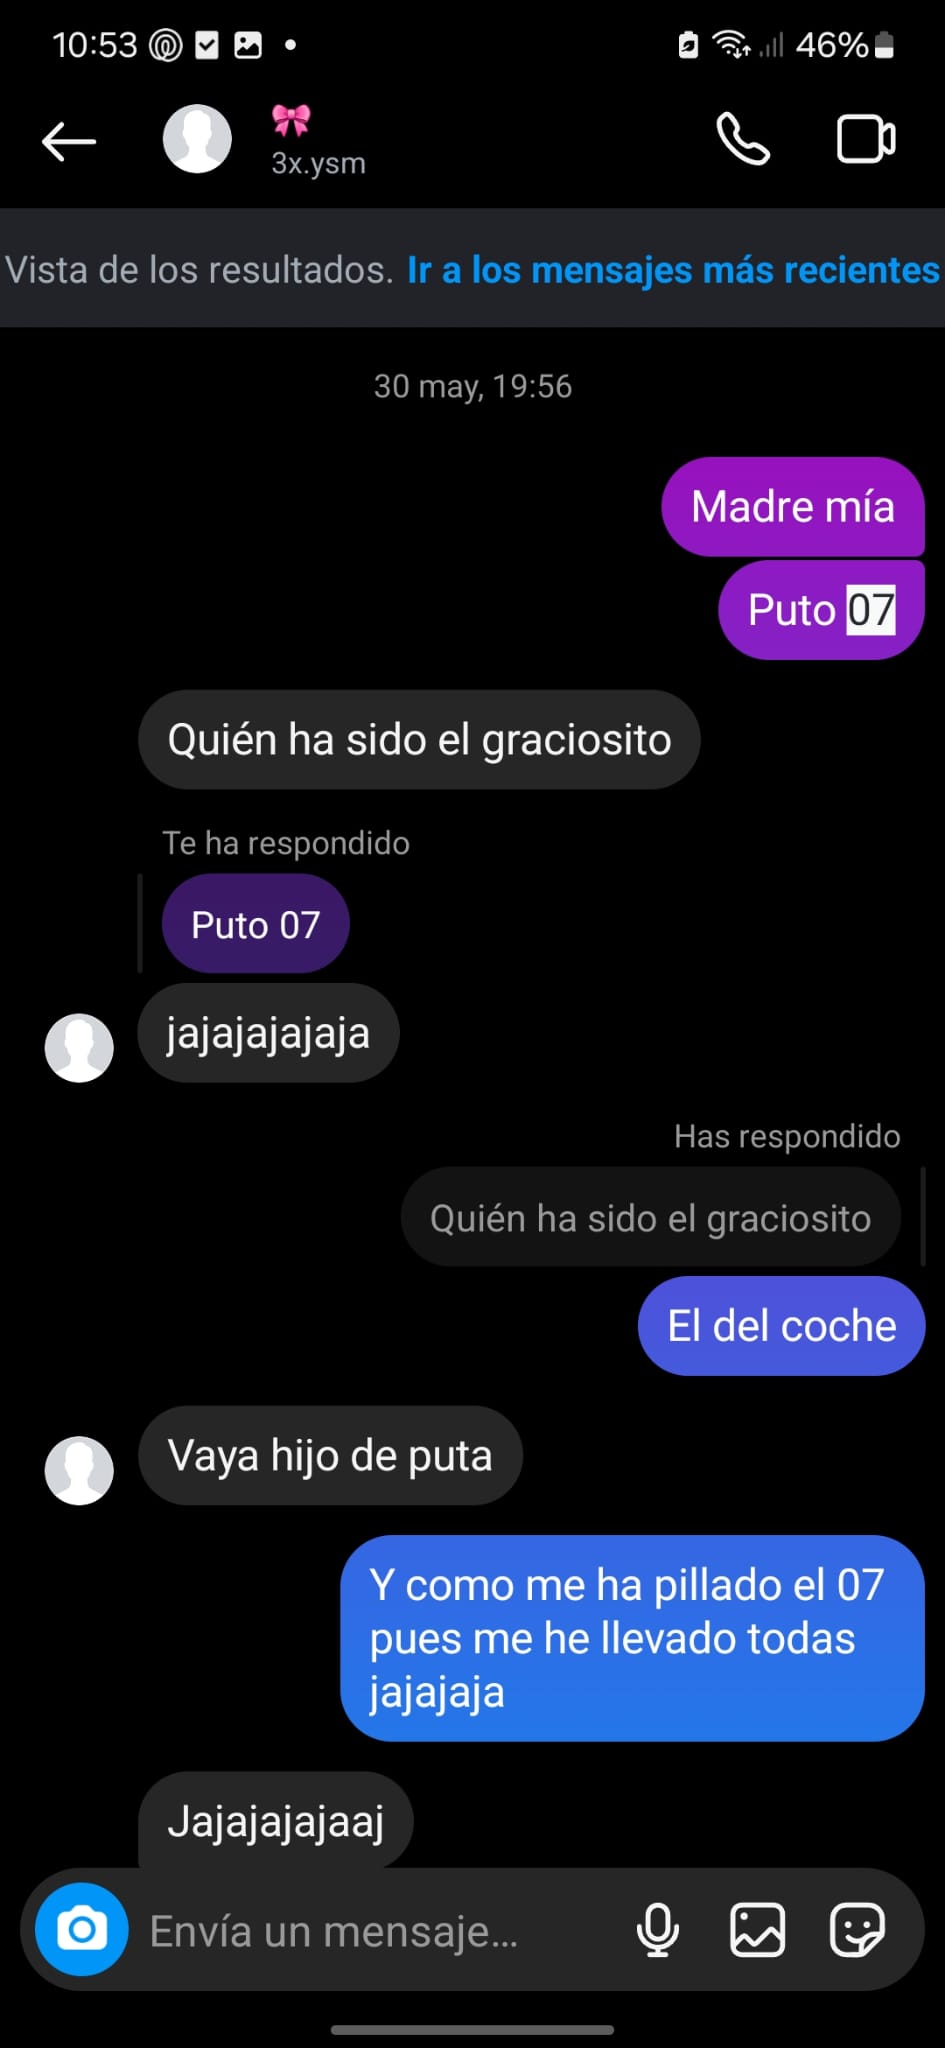 10:53
46%
3x.ysm
Vista de los resultados. Ir a los mensajes más recientes
30 may, 19:56
Madre mía
Puto 07
Quién ha sido el graciosito
Te ha respondido
Puto 07
jajajajajaja
Has respondido
Quién ha sido el graciosito
El del coche
Vaya hijo de puta
Y como me ha pillado el 07
pues me he llevado todas
jajajaja
Jajajajajaaj
Envía un mensaje...